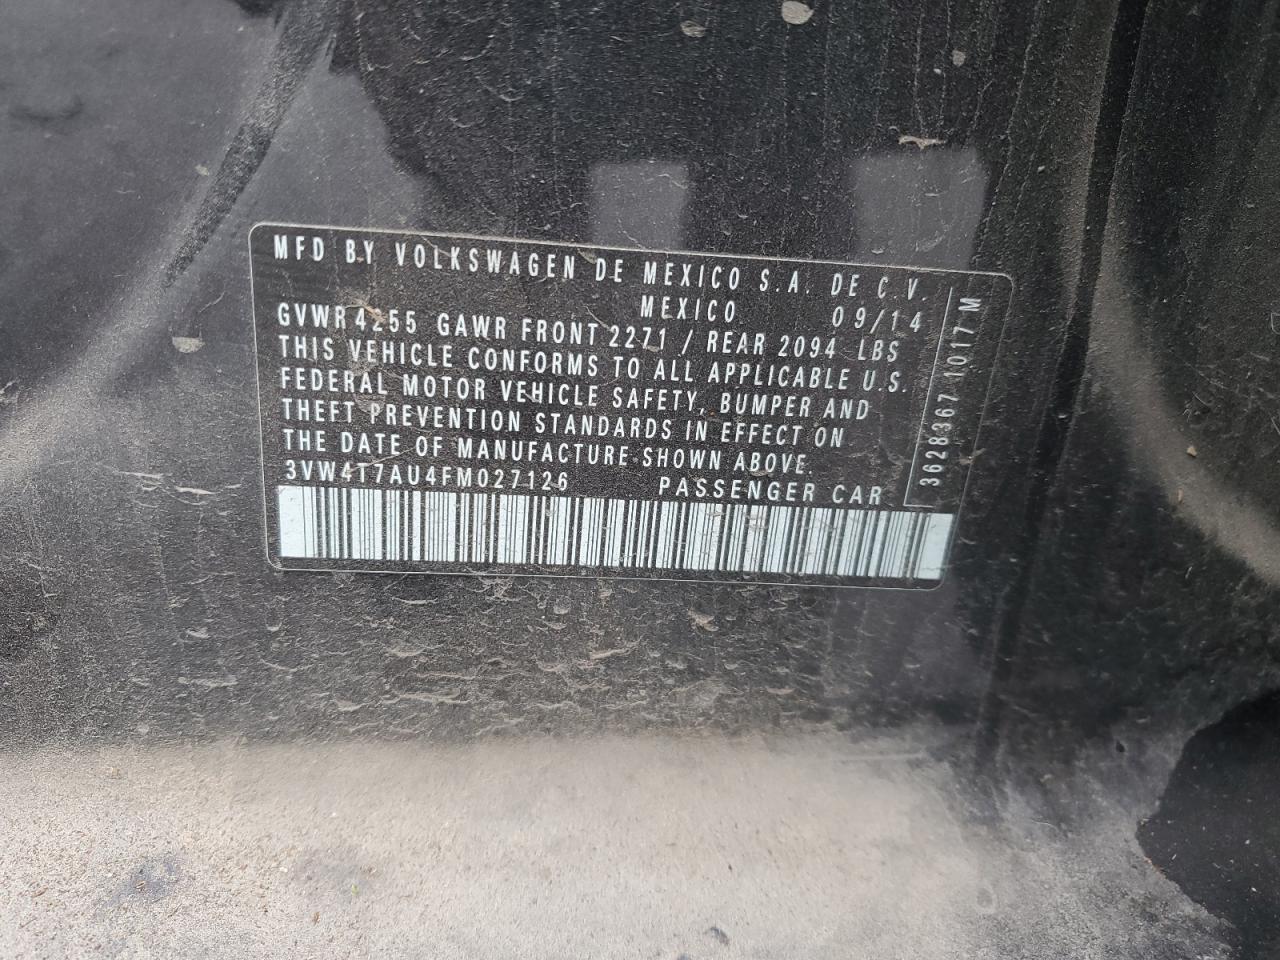 MFD BY VOLKSWAGEN DE MEXICO S.A. DE C.V.
MEXICO 09/14
GVWR 4255 GAWR FRONT 2271 / REAR 2094 LBS
THIS VEHICLE CONFORMS TO ALL APPLICABLE U.S.
FEDERAL MOTOR VEHICLE SAFETY, BUMPER AND
THEFT PREVENTION STANDARDS IN EFFECT ON
THE DATE OF MANUFACTURE SHOWN ABOVE.
3VW4T7AU4FM027126 PASSENGER CAR
3628367 1017 M